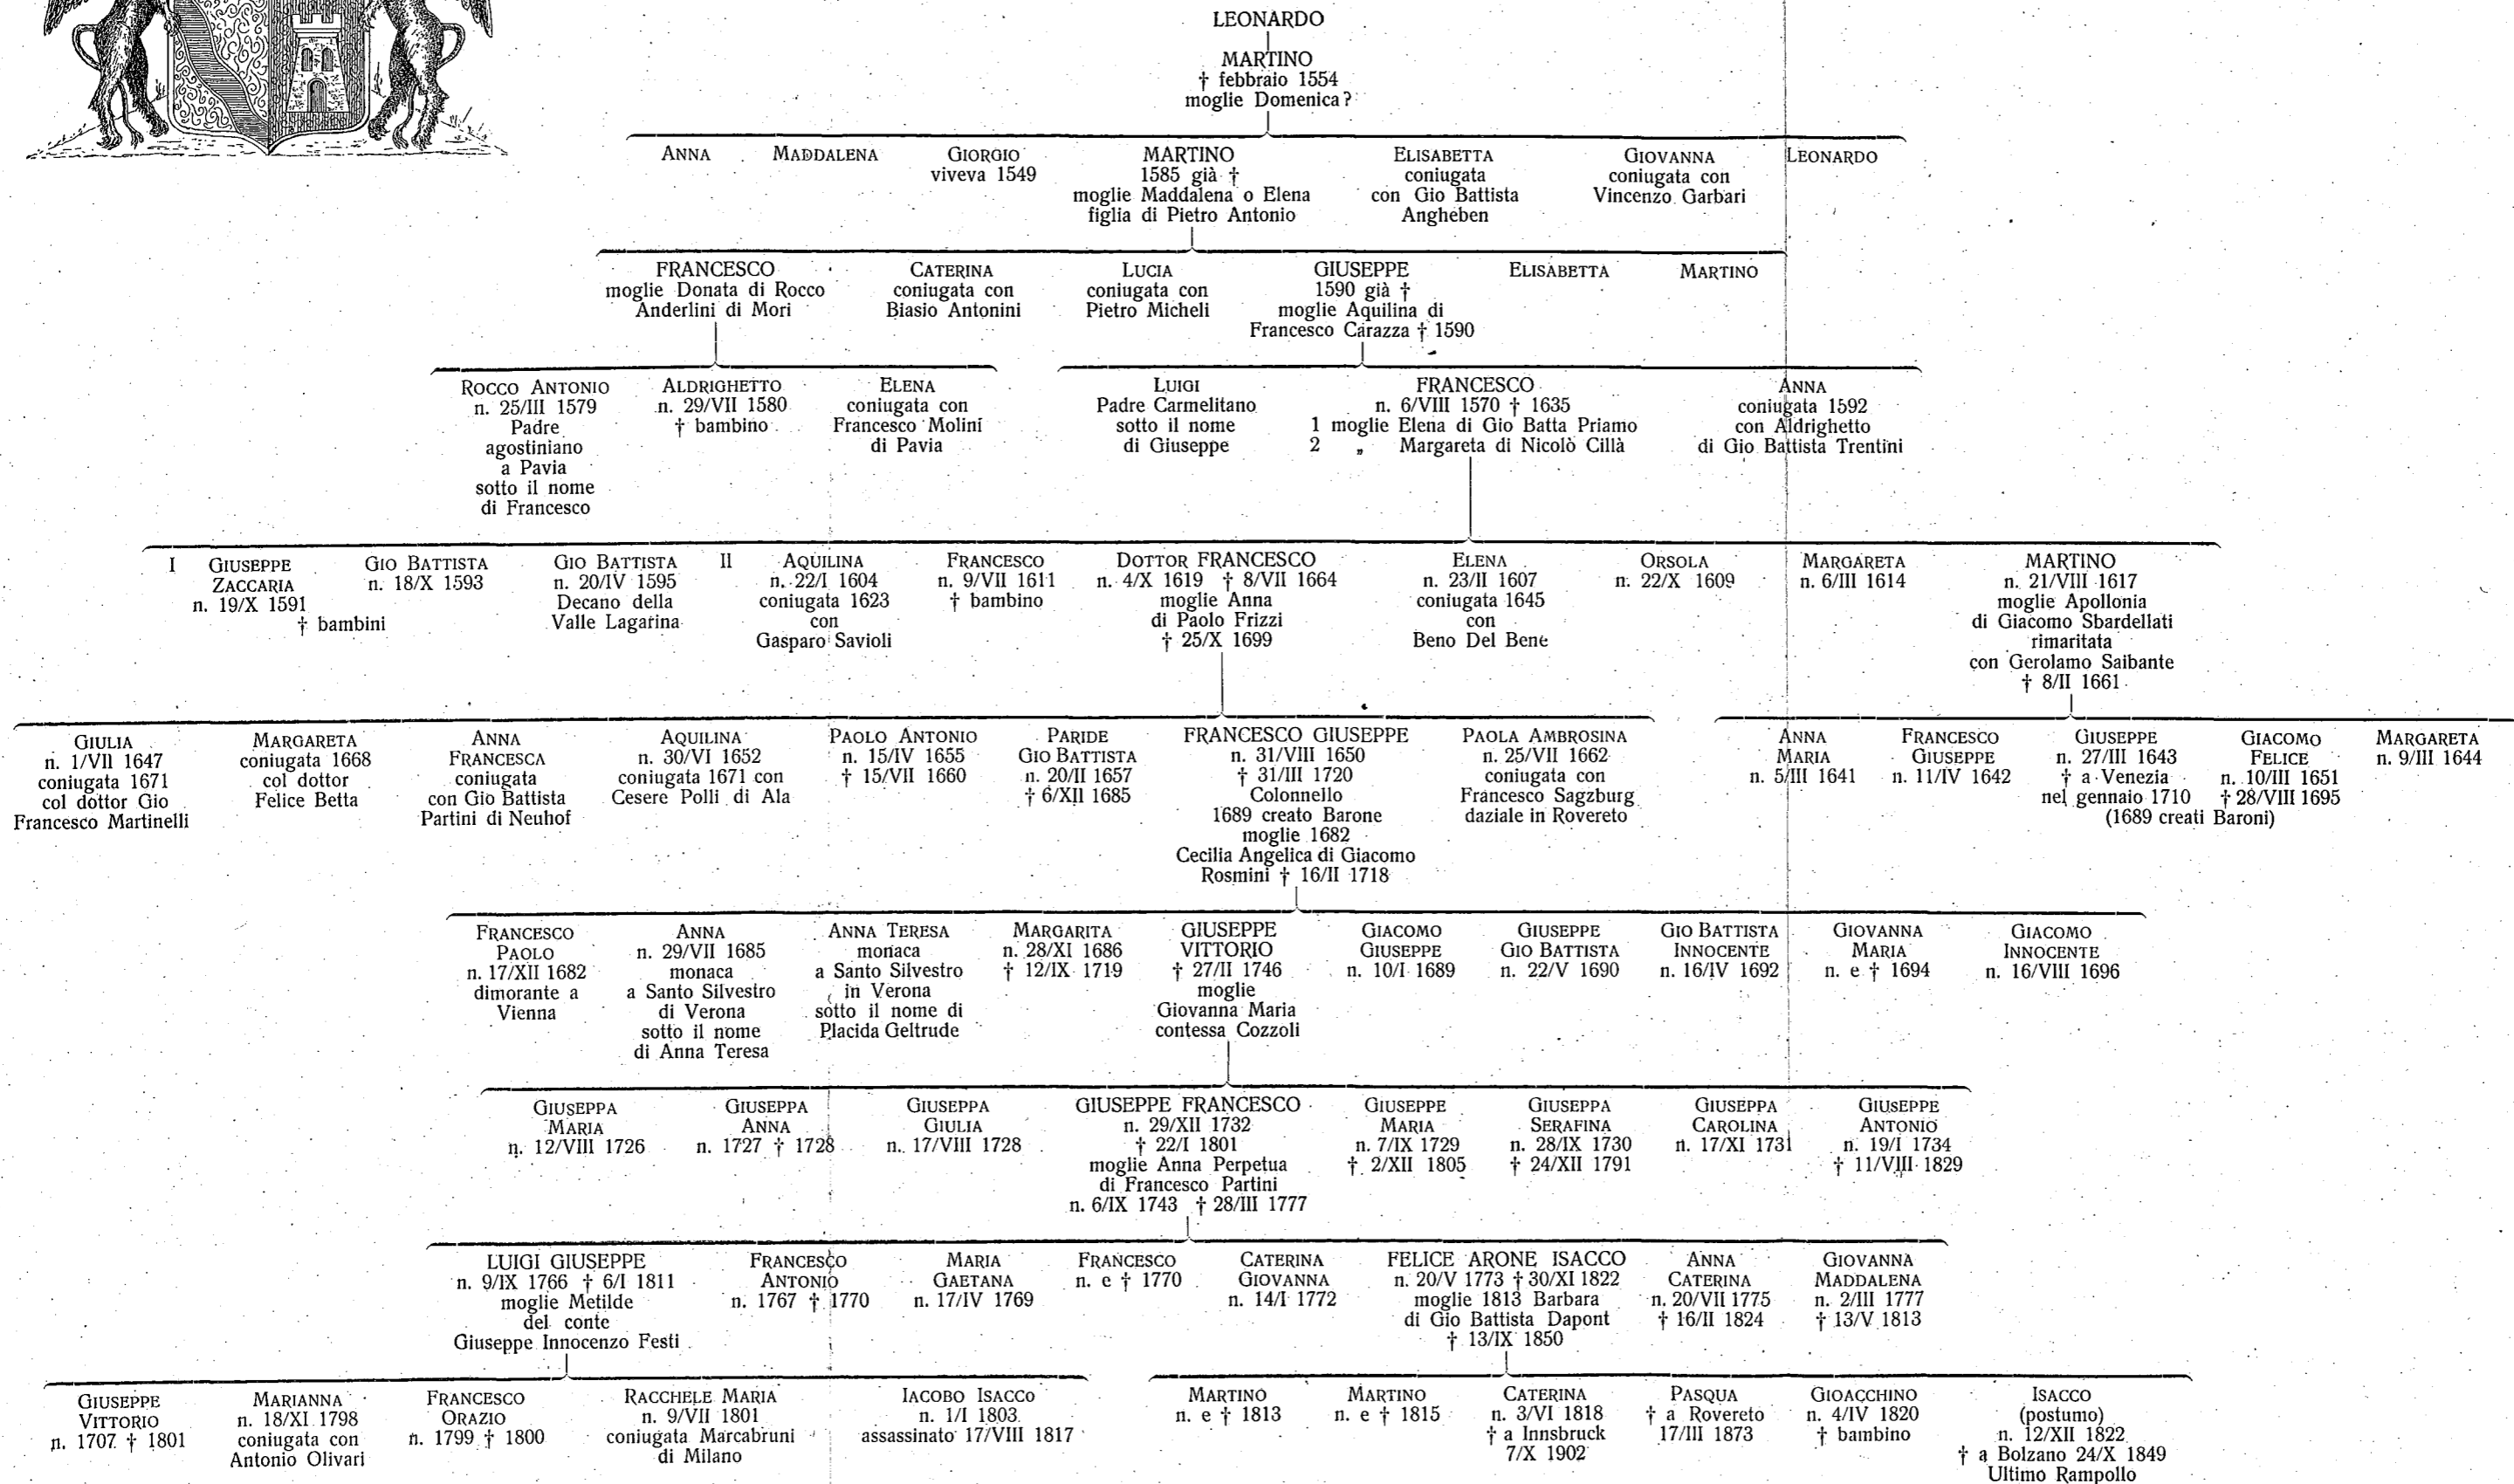 LEONARDO
MARTINO
† febbraio 1554
moglie Domenica?
ANNA
MADDALENA
GIORGIO
viveva 1549
MARTINO
1585 già †
moglie Maddalena o Elena
figlia di Pietro Antonio
ELISABETTA
coniugata
con Gio Battista
Angheben
GIOVANNA
coniugata con
Vincenzo Garbari
LEONARDO
FRANCESCO
moglie Donata di Rocco
Anderlini di Mori
CATERINA
coniugata con
Biasio Antonini
LUCIA
coniugata con
Pietro Micheli
GIUSEPPE
1590 già †
moglie Aquilina di
Francesco Carazza † 1590
ELISABETTA
MARTINO
ROCCO ANTONIO
n. 25/III 1579
Padre
agostiniano
a Pavia
sotto il nome
di Francesco
ALDRIGHETTO
n. 29/VII 1580
† bambino
ELENA
coniugata con
Francesco Molini
di Pavia
LUIGI
Padre Carmelitano
sotto il nome
di Giuseppe
FRANCESCO
n. 6/VIII 1570 † 1635
1 moglie Elena di Gio Batta Priamo
2 „ Margareta di Nicolò Cillà
ANNA
coniugata 1592
con Aldrighetto
di Gio Battista Trentini
I GIUSEPPE
ZACCARIA
n. 19/X 1591
GIO BATTISTA
n. 18/X 1593
† bambini
GIO BATTISTA
n. 20/IV 1595
Decano della
Valle Lagarina
II AQUILINA
n. 22/I 1604
coniugata 1623
con
Gasparo Savioli
FRANCESCO
n. 9/VII 1611
† bambino
DOTTOR FRANCESCO
n. 4/X 1619 † 8/VII 1664
moglie Anna
di Paolo Frizzi
† 25/X 1699
ELENA
n. 23/II 1607
coniugata 1645
con
Beno Del Bene
ORSOLA
n. 22/X 1609
MARGARETA
n. 6/III 1614
MARTINO
n. 21/VIII 1617
moglie Apollonia
di Giacomo Sbardellati
rimaritata
con Gerolamo Saibante
† 8/II 1661
GIULIA
n. 1/VII 1647
coniugata 1671
col dottor Gio
Francesco Martinelli
MARGARETA
coniugata 1668
col dottor
Felice Betta
ANNA
FRANCESCA
coniugata
con Gio Battista
Partini di Neuhof
AQUILINA
n. 30/VI 1652
coniugata 1671 con
Cesere Polli di Ala
PAOLO ANTONIO
n. 15/IV 1655
† 15/VII 1660
PARIDE
GIO BATTISTA
n. 20/II 1657
† 6/XII 1685
FRANCESCO GIUSEPPE
n. 31/VIII 1650
† 31/III 1720
Colonnello
1689 creato Barone
moglie 1682
Cecilia Angelica di Giacomo
Rosmini † 16/II 1718
PAOLA AMBROSINA
n. 25/VII 1662
coniugata con
Francesco Sagzburg
daziale in Rovereto
ANNA
MARIA
n. 5/III 1641
FRANCESCO
GIUSEPPE
n. 11/IV 1642
GIUSEPPE
n. 27/III 1643
† a Venezia
nel gennaio 1710
GIACOMO
FELICE
n. 10/III 1651
† 28/VIII 1695
(1689 creati Baroni)
MARGARETA
n. 9/III 1644
FRANCESCO
PAOLO
n. 17/XII 1682
dimorante a
Vienna
ANNA
n. 29/VII 1685
monaca
a Santo Silvestro
di Verona
sotto il nome
di Anna Teresa
ANNA TERESA
monaca
a Santo Silvestro
in Verona
sotto il nome di
Placida Geltrude
MARGARITA
n. 28/XI 1686
† 12/IX 1719
GIUSEPPE
VITTORIO
† 27/II 1746
moglie
Giovanna Maria
contessa Cozzoli
GIACOMO
GIUSEPPE
n. 10/I 1689
GIUSEPPE
GIO BATTISTA
n. 22/V 1690
GIO BATTISTA
INNOCENTE
n. 16/IV 1692
GIOVANNA
MARIA
n. e † 1694
GIACOMO
INNOCENTE
n. 16/VIII 1696
GIUSEPPA
MARIA
n. 12/VIII 1726
GIUSEPPA
ANNA
n. 1727 † 1728
GIUSEPPA
GIULIA
n. 17/VIII 1728
GIUSEPPE FRANCESCO
n. 29/XII 1732
† 22/I 1801
moglie Anna Perpetua
di Francesco Partini
n. 6/IX 1743 † 28/III 1777
GIUSEPPE
MARIA
n. 7/IX 1729
† 2/XII 1805
GIUSEPPA
SERAFINA
n. 28/IX 1730
† 24/XII 1791
GIUSEPPA
CAROLINA
n. 17/XI 1731
GIUSEPPE
ANTONIO
n. 19/I 1734
† 11/VIII 1829
LUIGI GIUSEPPE
n. 9/IX 1766 † 6/I 1811
moglie Metilde
del conte
Giuseppe Innocenzo Festi
FRANCESCO
ANTONIO
n. 1767 † 1770
MARIA
GAETANA
n. 17/IV 1769
FRANCESCO
n. e † 1770
CATERINA
GIOVANNA
n. 14/I 1772
FELICE ARONE ISACCO
n. 20/V 1773 † 30/XI 1822
moglie 1813 Barbara
di Gio Battista Dapont
† 13/IX 1850
ANNA
CATERINA
n. 20/VII 1775
† 16/II 1824
GIOVANNA
MADDALENA
n. 2/III 1777
† 13/V 1813
GIUSEPPE
VITTORIO
n. 1707 † 1801
MARIANNA
n. 18/XI 1798
coniugata con
Antonio Olivari
FRANCESCO
ORAZIO
n. 1799 † 1800
RACCHELE MARIA
n. 9/VII 1801
coniugata Marcabruni
di Milano
IACOBO ISACCO
n. 1/I 1803
assassinato 17/VIII 1817
MARTINO
n. e † 1813
MARTINO
n. e † 1815
CATERINA
n. 3/VI 1818
† a Innsbruck
7/X 1902
PASQUA
† a Rovereto
17/III 1873
GIOACCHINO
n. 4/IV 1820
† bambino
ISACCO
(postumo)
n. 12/XII 1822
† a Bolzano 24/X 1849
Ultimo Rampollo